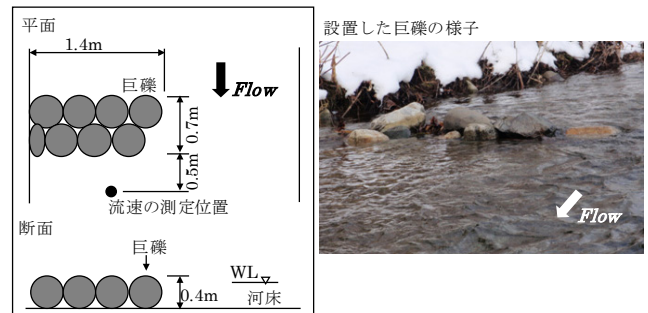 平面
1.4m
巨礫
Flow
0.7m
0.5m
流速の測定位置
断面
巨礫
WL
0.4m
河床
設置した巨礫の様子
Flow